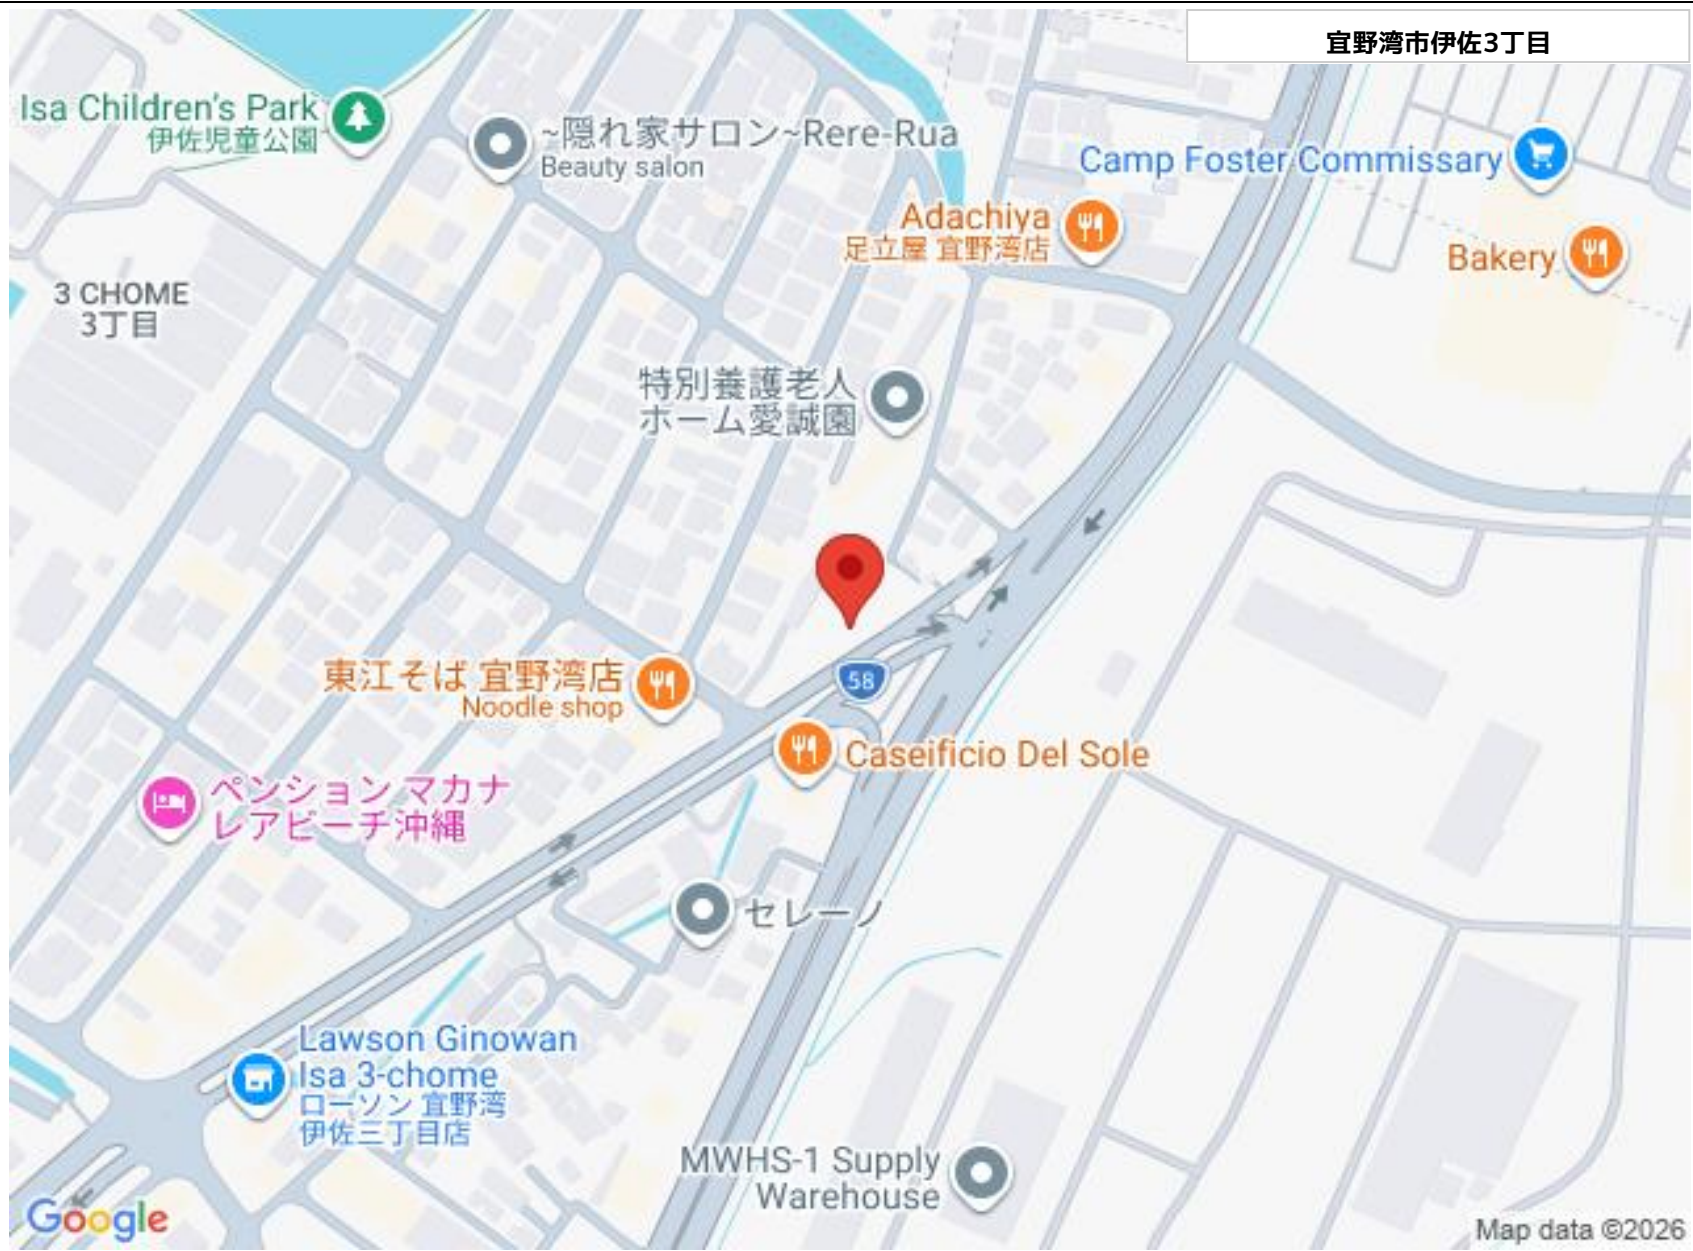 宜野湾市伊佐3丁目
Isa Children's Park
伊佐児童公園
~隠れ家サロン~Rere-Rua
Beauty salon
Camp Foster Commissary
Adachiya
足立屋 宜野湾店
Bakery
3 CHOME
3丁目
特別養護老人
ホーム愛誠園
東江そば 宜野湾店
Noodle shop
58
Caseificio Del Sole
ペンション マカナ
レアビーチ沖縄
セレーノ
Lawson Ginowan
Isa 3-chome
ローソン 宜野湾
伊佐三丁目店
MWHS-1 Supply
Warehouse
Google
Map data ©2026